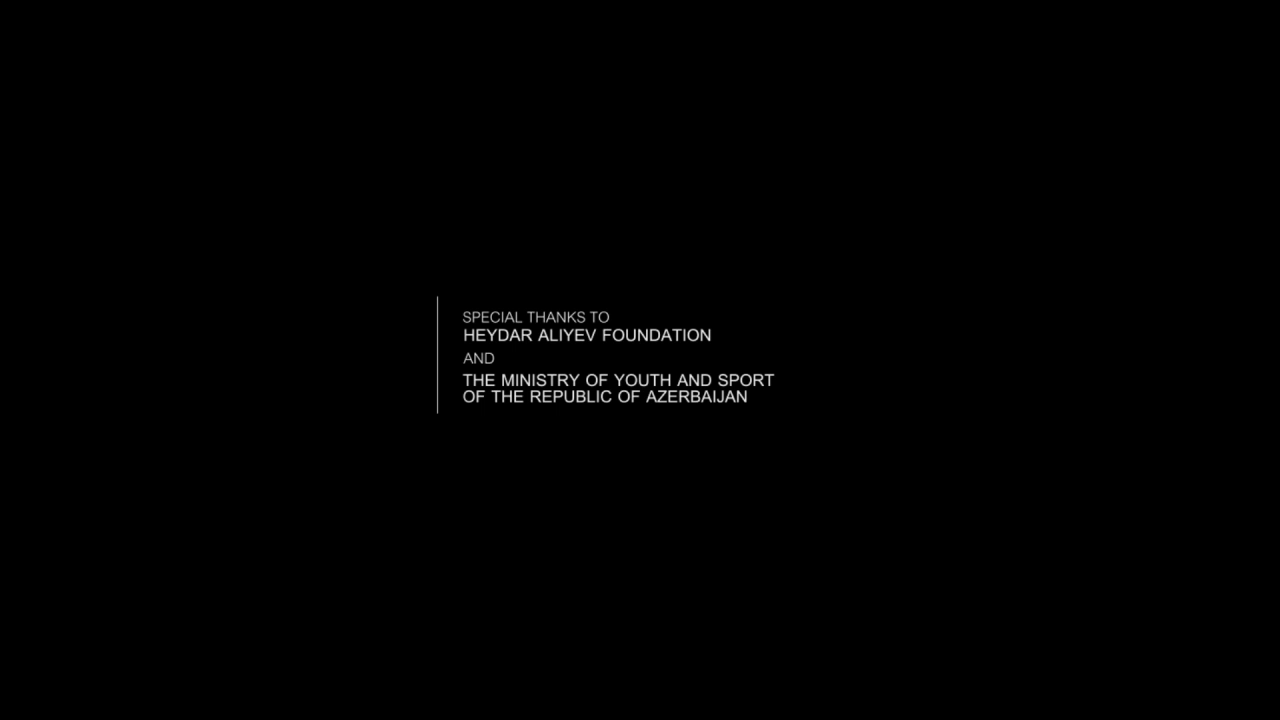 SPECIAL THANKS TO
HEYDAR ALIYEV FOUNDATION
AND
THE MINISTRY OF YOUTH AND SPORT
OF THE REPUBLIC OF AZERBAIJAN